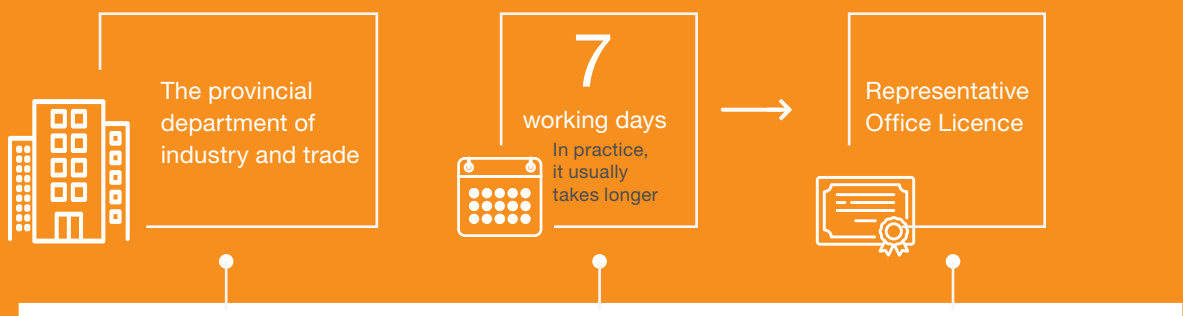 The provincial
department of
industry and trade
7
working days
In practice,
it usually
takes longer
Representative
Office Licence